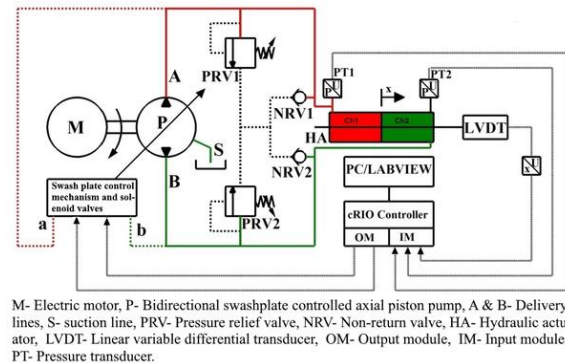 A
PRV1
PT1
PT2
U
P
U
P
x
M
P
NRV1
Ch1
Ch2
HA
LVDT
S
NRV2
U
x
B
PC/LABVIEW
Swash plate control
mechanism and sol-
enoid valves
PRV2
cRIO Controller
a
b
OM
IM
M- Electric motor, P- Bidirectional swashplate controlled axial piston pump, A & B- Delivery
lines, S- suction line, PRV- Pressure relief valve, NRV- Non-return valve, HA- Hydraulic actu-
ator, LVDT- Linear variable differential transducer, OM- Output module, IM- Input module
PT- Pressure transducer.